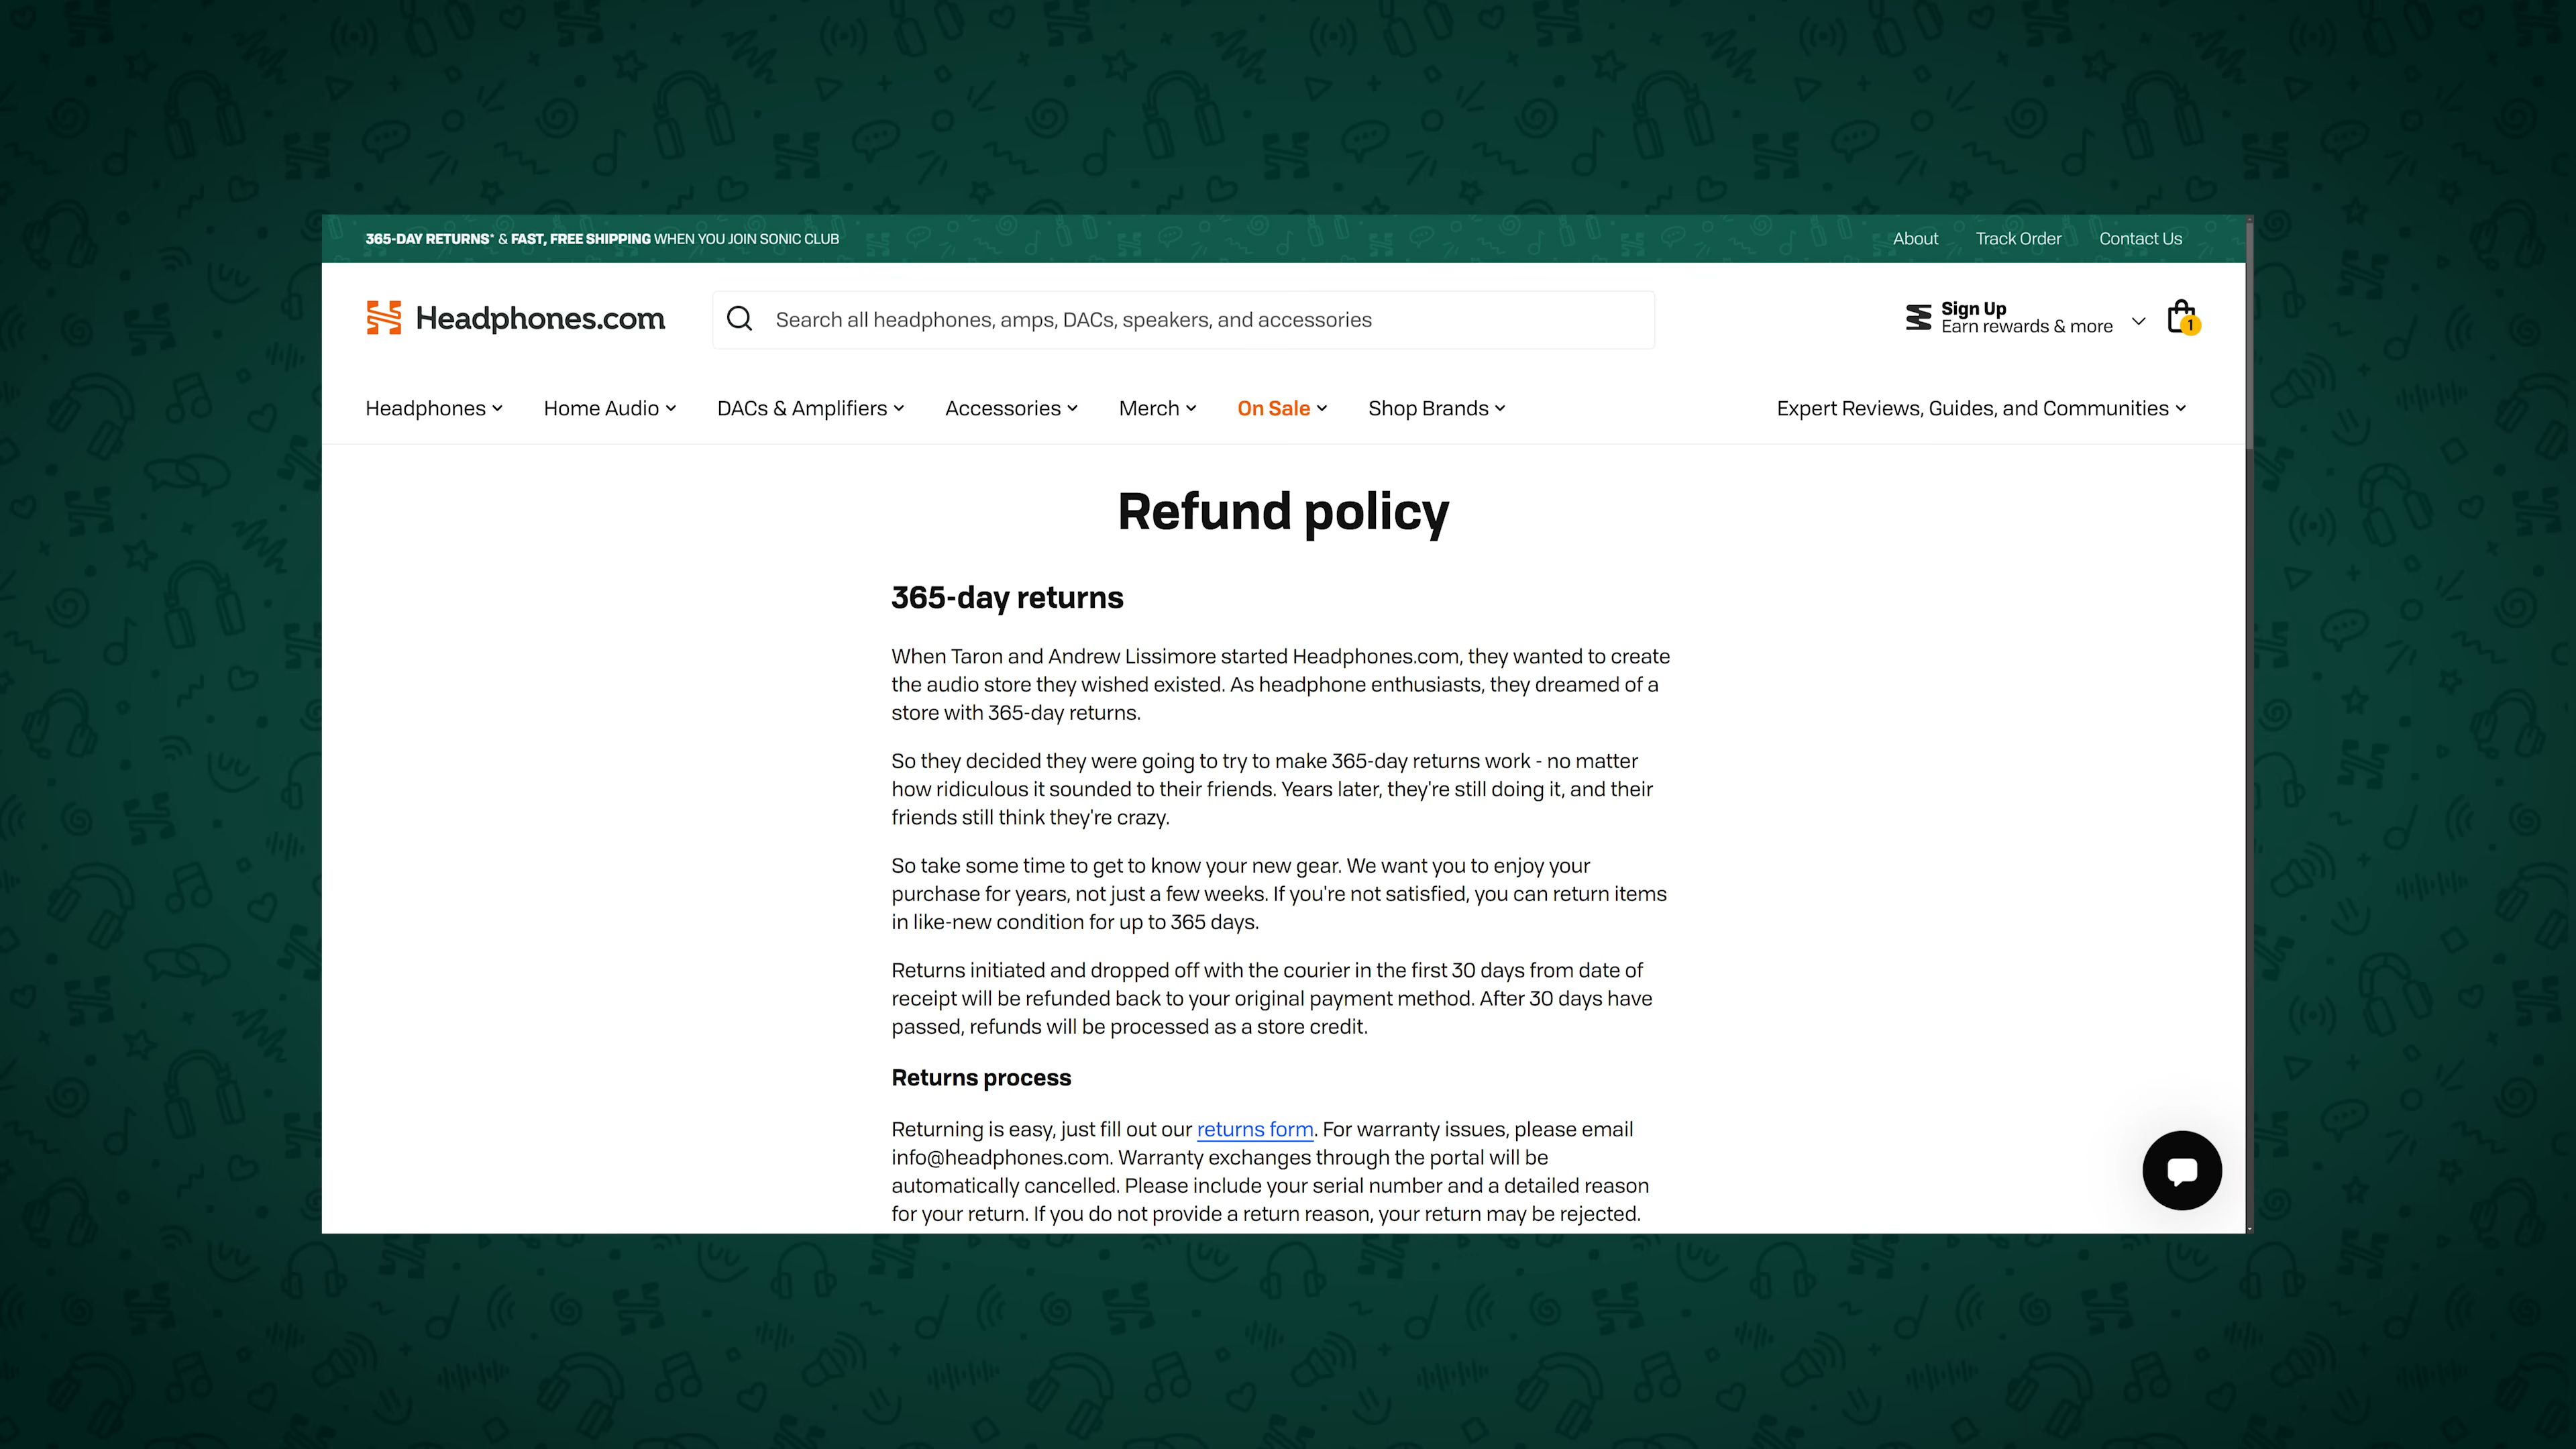 365-DAY RETURNS* & FAST, FREE SHIPPING WHEN YOU JOIN SONIC CLUB
About
Track Order
Contact Us
Headphones.com
Search all headphones, amps, DACs, speakers, and accessories
Sign Up
Earn rewards & more
1
Headphones
Home Audio
DACs & Amplifiers
Accessories
Merch
On Sale
Shop Brands
Expert Reviews, Guides, and Communities
Refund policy
365-day returns
When Taron and Andrew Lissimore started Headphones.com, they wanted to create
the audio store they wished existed. As headphone enthusiasts, they dreamed of a
store with 365-day returns.
So they decided they were going to try to make 365-day returns work - no matter
how ridiculous it sounded to their friends. Years later, they're still doing it, and their
friends still think they're crazy.
So take some time to get to know your new gear. We want you to enjoy your
purchase for years, not just a few weeks. If you're not satisfied, you can return items
in like-new condition for up to 365 days.
Returns initiated and dropped off with the courier in the first 30 days from date of
receipt will be refunded back to your original payment method. After 30 days have
passed, refunds will be processed as a store credit.
Returns process
Returning is easy, just fill out our returns form. For warranty issues, please email
info@headphones.com. Warranty exchanges through the portal will be
automatically cancelled. Please include your serial number and a detailed reason
for your return. If you do not provide a return reason, your return may be rejected.